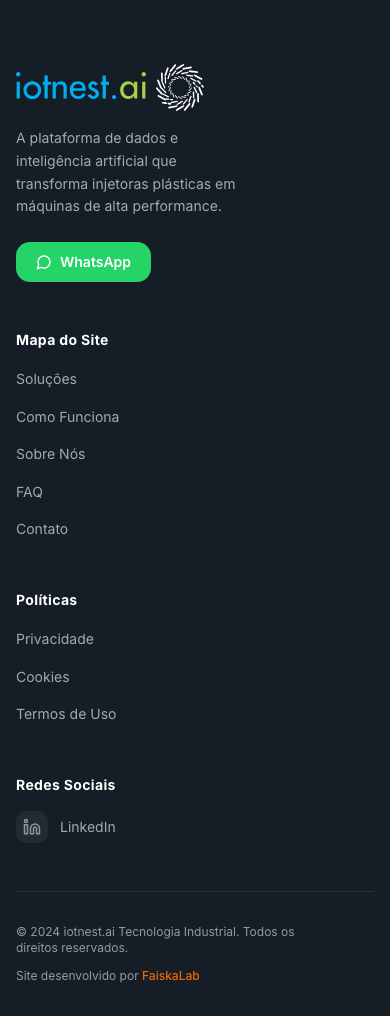 iotnest.ai
A plataforma de dados e
inteligência artificial que
transforma injetoras plásticas em
máquinas de alta performance.
WhatsApp
Mapa do Site
Soluções
Como Funciona
Sobre Nós
FAQ
Contato
Políticas
Privacidade
Cookies
Termos de Uso
Redes Sociais
LinkedIn
© 2024 iotnest.ai Tecnologia Industrial. Todos os
direitos reservados.
Site desenvolvido por FaiskaLab